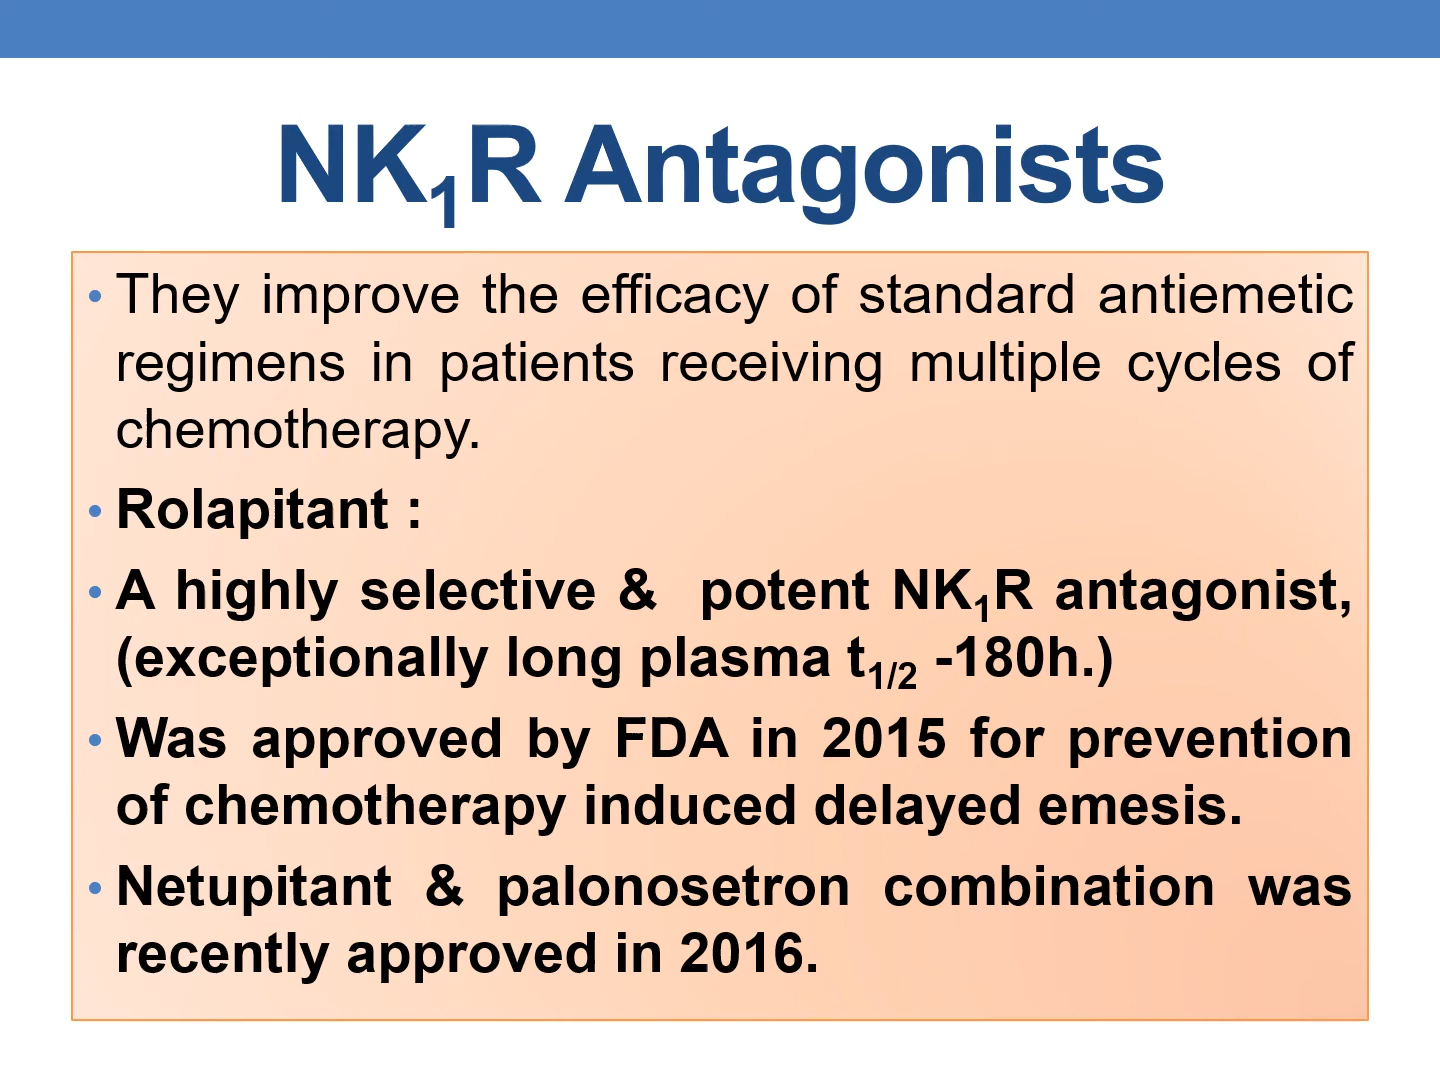 NK₁R Antagonists
• They improve the efficacy of standard antiemetic
regimens in patients receiving multiple cycles of
chemotherapy.
• Rolapitant :
• A highly selective & potent NK₁R antagonist,
(exceptionally long plasma t₁/₂ -180h.)
• Was approved by FDA in 2015 for prevention
of chemotherapy induced delayed emesis.
• Netupitant & palonosetron combination was
recently approved in 2016.